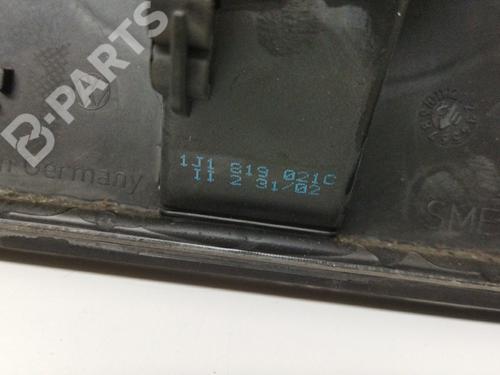 B-PARTS
1J1 819 021C
II 2 31/02
n Germany
SME